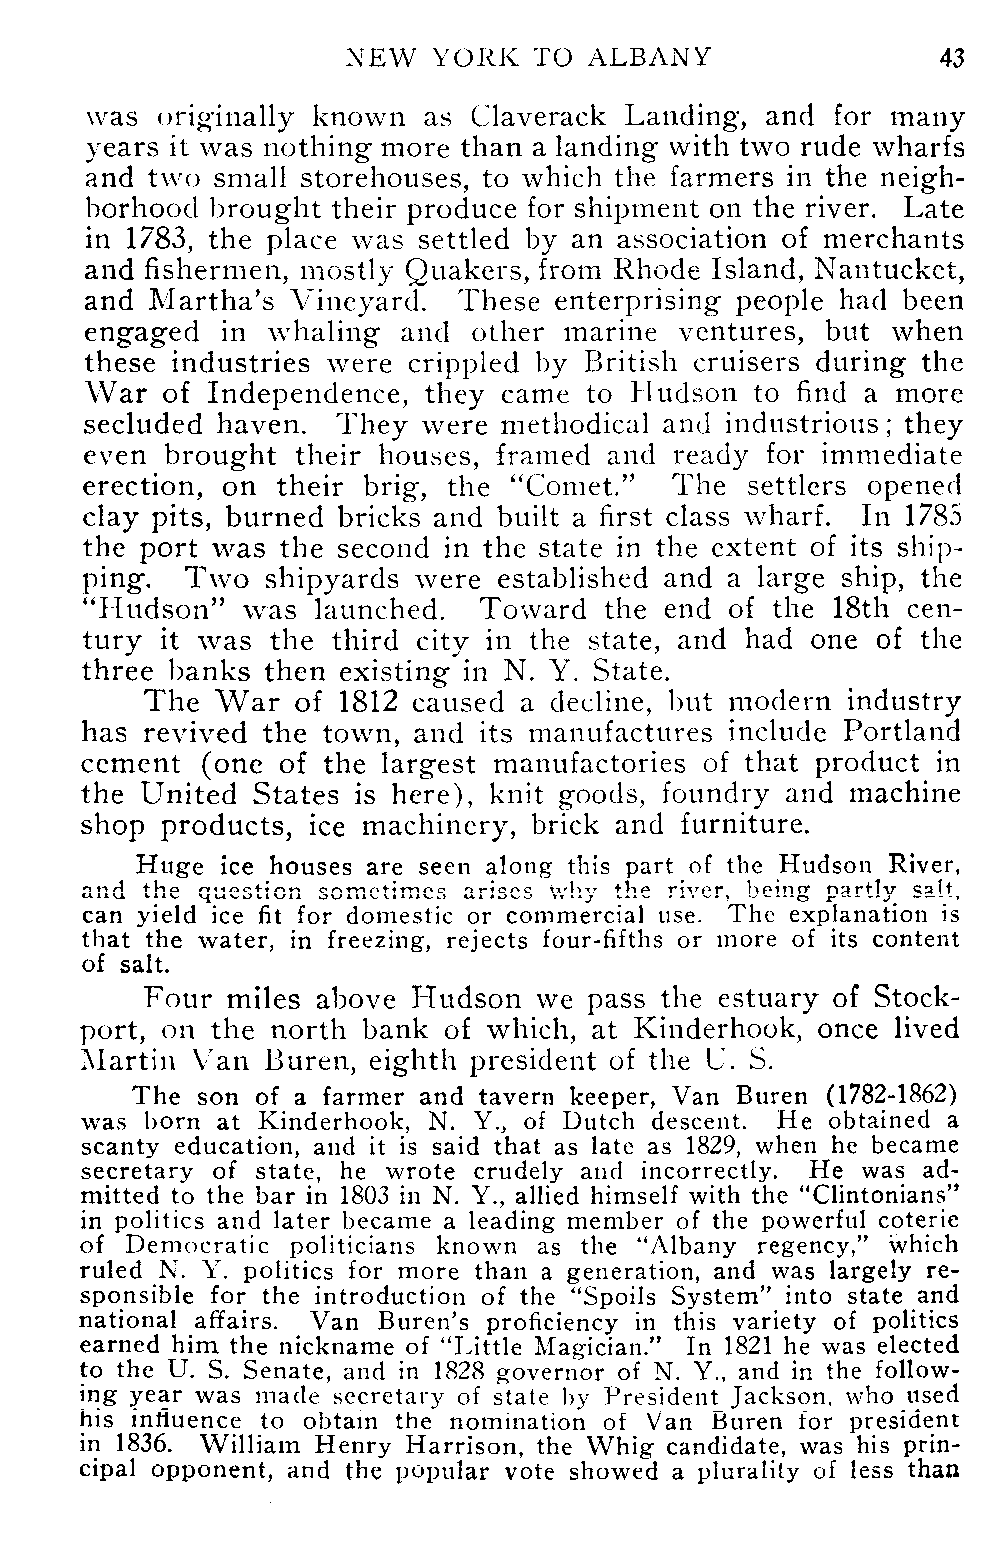 NEW YORK TO ALBANY 43
was originally known as Claverack Landing, and for many
years it was nothing more than a landing with two rude wharfs
and two small storehouses, to which the farmers in the neigh-
borhood brought their produce for shipment on the river. Late
in 1783, the place was settled by an association of merchants
and fishermen, mostly Quakers, from Rhode Island, Nantucket,
and Martha's Vineyard. These enterprising people had been
engaged in whaling and other marine ventures, but when
these industries were crippled by British cruisers during the
War of Independence, they came to Hudson to find a more
secluded haven. They were methodical and industrious; they
even brought their houses, framed and ready for immediate
erection, on their brig, the "Comet." The settlers opened
clay pits, burned bricks and built a first class wharf. In 1785
the port was the second in the state in the extent of its ship-
ping. Two shipyards were established and a large ship, the
"Hudson" was launched. Toward the end of the 18th cen-
tury it was the third city in the state, and had one of the
three banks then existing in N. Y. State.
The War of 1812 caused a decline, but modern industry
has revived the town, and its manufactures include Portland
cement (one of the largest manufactories of that product in
the United States is here), knit goods, foundry and machine
shop products, ice machinery, brick and furniture.
Huge ice houses are seen along this part of the Hudson River,
and the question sometimes arises why the river, being partly salt,
can yield ice fit for domestic or commercial use. The explanation is
that the water, in freezing, rejects four-fifths or more of its content
of salt.
Four miles above Hudson we pass the estuary of Stock-
port, on the north bank of which, at Kinderhook, once lived
Martin Van Buren, eighth president of the U. S.
The son of a farmer and tavern keeper, Van Buren (1782-1862)
was born at Kinderhook, N. Y., of Dutch descent. He obtained a
scanty education, and it is said that as late as 1829, when he became
secretary of state, he wrote crudely and incorrectly. He was ad-
mitted to the bar in 1803 in N. Y., allied himself with the "Clintonians"
in politics and later became a leading member of the powerful coterie
of Democratic politicians known as the "Albany regency," which
ruled N. Y. politics for more than a generation, and was largely re-
sponsible for the introduction of the "Spoils System" into state and
national affairs. Van Buren's proficiency in this variety of politics
earned him the nickname of "Little Magician." In 1821 he was elected
to the U. S. Senate, and in 1828 governor of N. Y., and in the follow-
ing year was made secretary of state by President Jackson, who used
his influence to obtain the nomination of Van Buren for president
in 1836. William Henry Harrison, the Whig candidate, was his prin-
cipal opponent, and the popular vote showed a plurality of less than